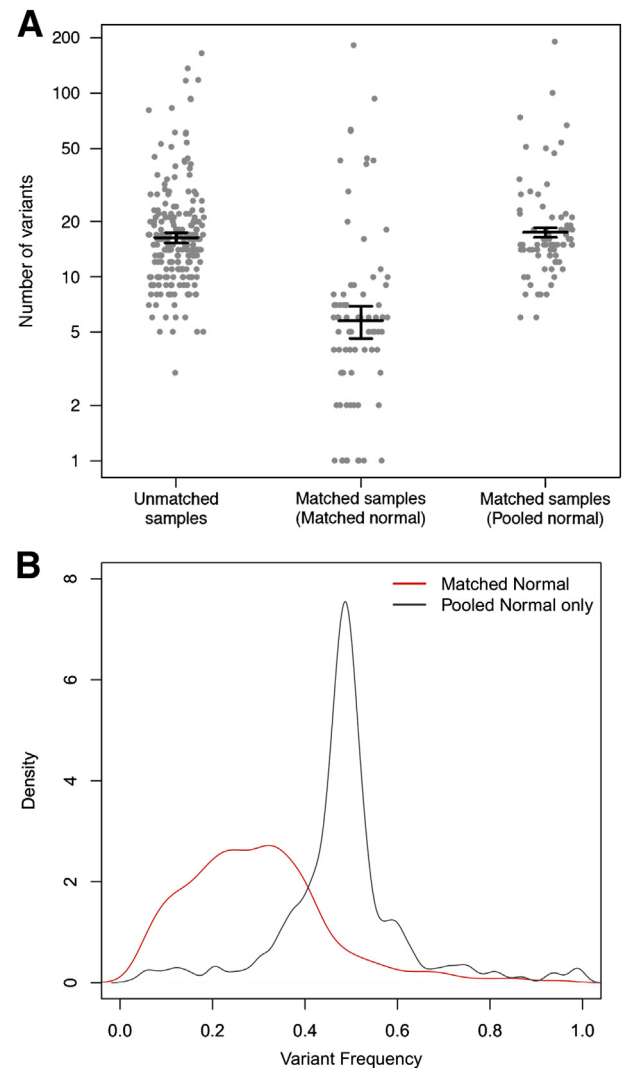 A
Number of variants
200
100
50
20
10
5
2
1
Unmatched samples
Matched samples (Matched normal)
Matched samples (Pooled normal)
B
Matched Normal
Pooled Normal only
Density
8
6
4
2
0
0.0 0.2 0.4 0.6 0.8 1.0
Variant Frequency